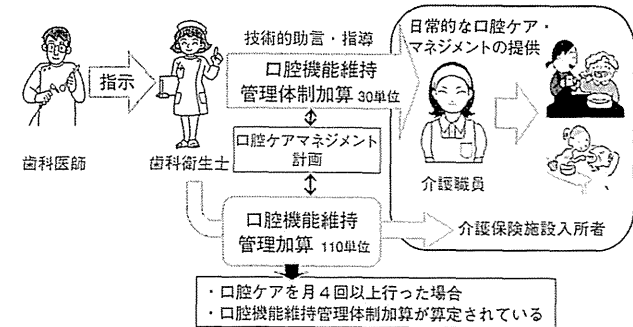 技術的助言・指導
日常的な口腔ケア・
マネジメントの提供
指示
口腔機能維持
管理体制加算 30単位
口腔ケアマネジメント
計画
歯科医師
歯科衛生士
介護職員
口腔機能維持
管理加算 110単位
介護保険施設入所者
・口腔ケアを月４回以上行った場合
・口腔機能維持管理体制加算が算定されている